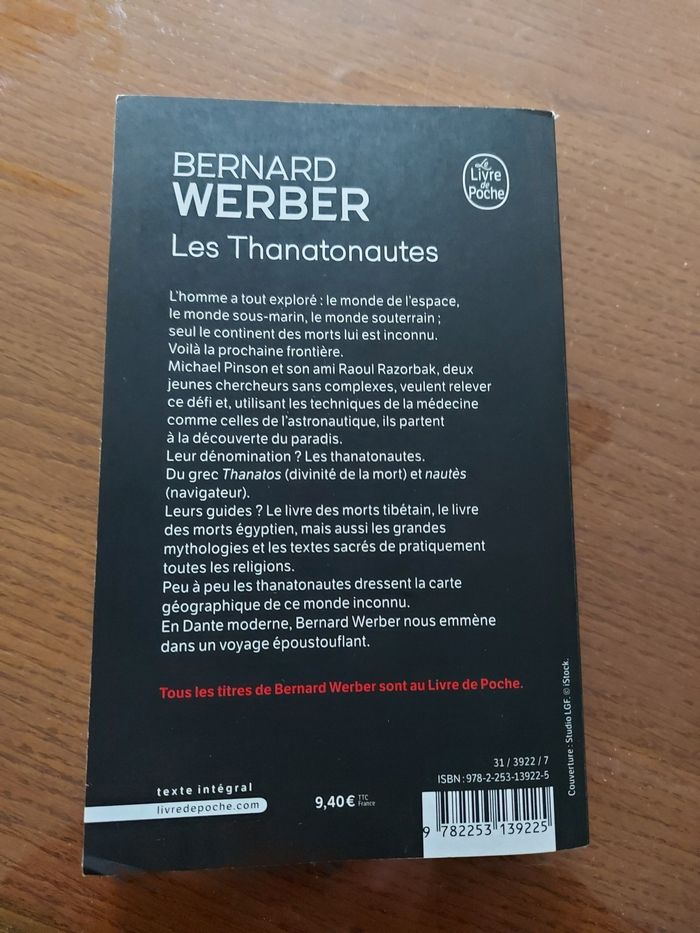 BERNARD
WERBER
Les Thanatonautes
Le
Livre
de
Poche
L'homme a tout exploré : le monde de l'espace,
le monde sous-marin, le monde souterrain ;
seul le continent des morts lui est inconnu.
Voilà la prochaine frontière.
Michael Pinson et son ami Raoul Razorbak, deux
jeunes chercheurs sans complexes, veulent relever
ce défi et, utilisant les techniques de la médecine
comme celles de l'astronautique, ils partent
à la découverte du paradis.
Leur dénomination ? Les thanatonautes.
Du grec Thanatos (divinité de la mort) et nautès
(navigateur).
Leurs guides ? Le livre des morts tibétain, le livre
des morts égyptien, mais aussi les grandes
mythologies et les textes sacrés de pratiquement
toutes les religions.
Peu à peu les thanatonautes dressent la carte
géographique de ce monde inconnu.
En Dante moderne, Bernard Werber nous emmène
dans un voyage époustouflant.
Tous les titres de Bernard Werber sont au Livre de Poche.
Couverture : Studio LGF. © iStock.
texte intégral
livredepoche.com
9,40 € TTC
France
31 / 3922 / 7
ISBN : 978-2-253-13922-5
9 782253 139225